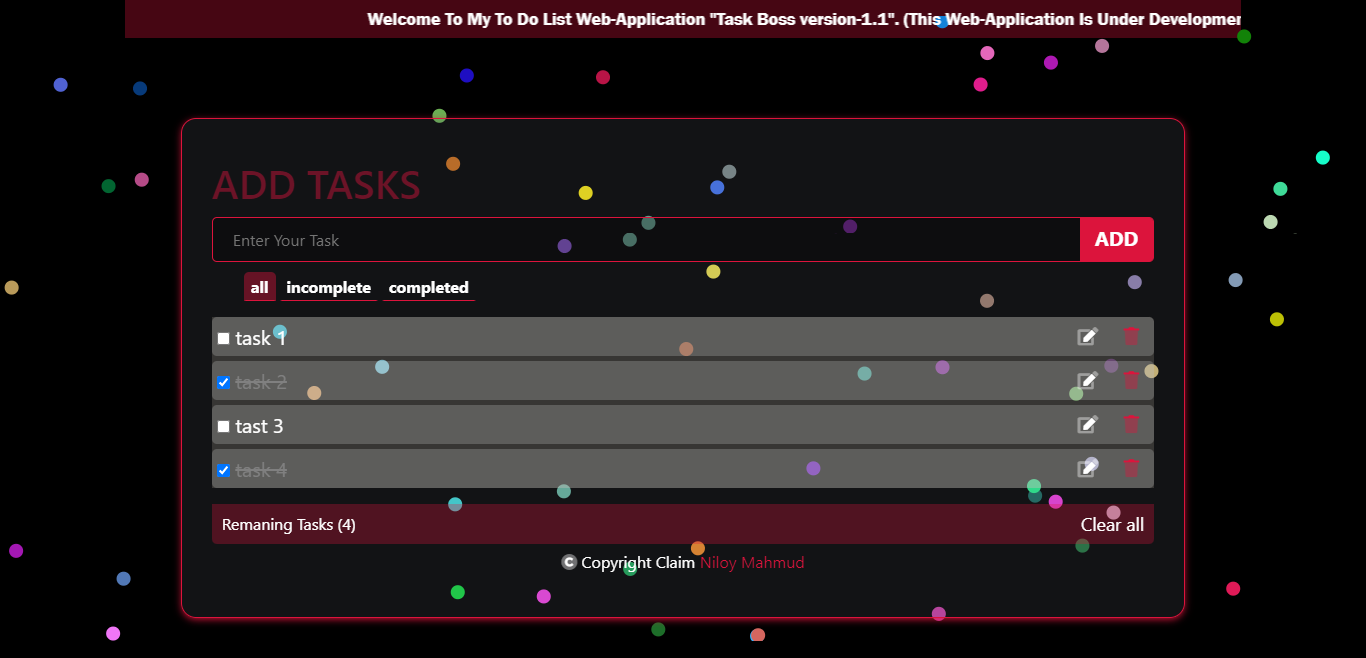 Welcome To My To Do List Web-Application "Task Boss version-1.1". (This Web-Application Is Under Developmen
ADD TASKS
Enter Your Task
ADD
all incomplete completed
task 1
task 2
tast 3
task 4
Remaning Tasks (4) Clear all
© Copyright Claim Niloy Mahmud